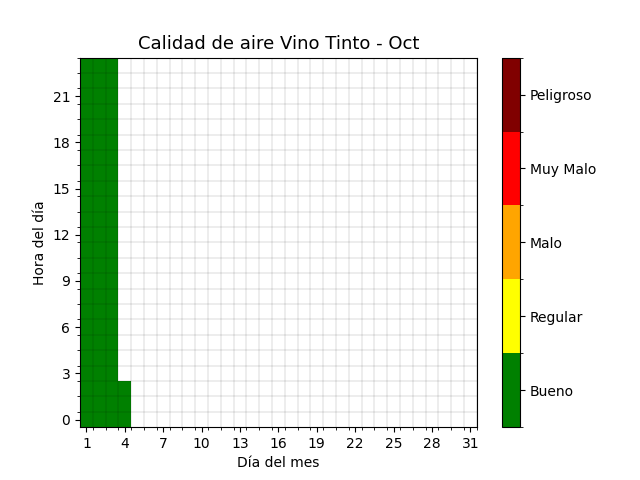 Calidad de aire Vino Tinto - Oct
Hora del día
21
18
15
12
9
6
3
0
1 4 7 10 13 16 19 22 25 28 31
Día del mes
Peligroso
Muy Malo
Malo
Regular
Bueno